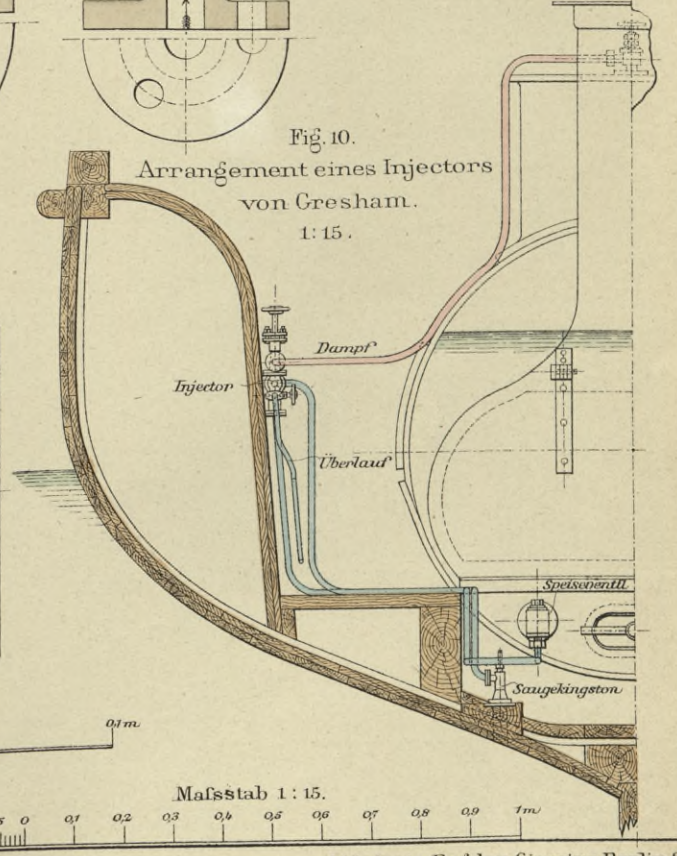 Fig. 10.
Arrangement eines Injectors
von Gresham.
1:15.
Dampf
Injector
Überlauf
Speiseventil
Saugekingston
0,1 m
Maſsstab 1:15.
0 0,1 0,2 0,3 0,4 0,5 0,6 0,7 0,8 0,9 1m